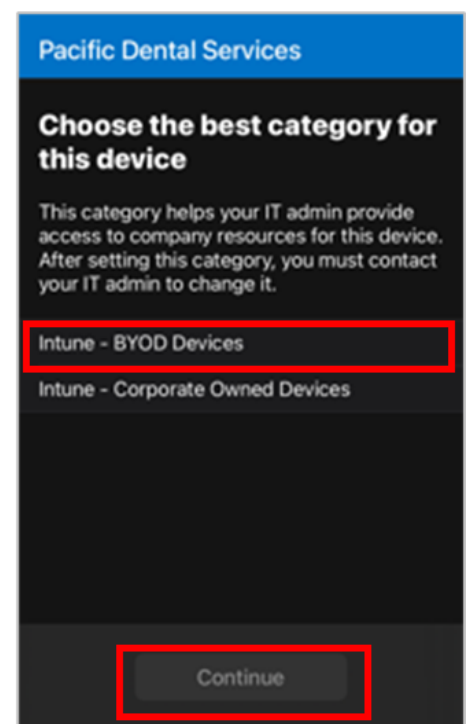 Pacific Dental Services
Choose the best category for
this device
This category helps your IT admin provide
access to company resources for this device.
After setting this category, you must contact
your IT admin to change it.
Intune - BYOD Devices
Intune - Corporate Owned Devices
Continue